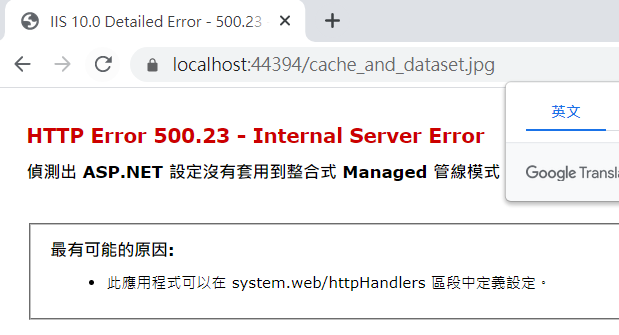 IIS 10.0 Detailed Error - 500.23
localhost:44394/cache_and_dataset.jpg
英文
HTTP Error 500.23 - Internal Server Error
偵測出 ASP.NET 設定沒有套用到整合式 Managed 管線模式
Google Transla
最有可能的原因:
此應用程式可以在 system.web/httpHandlers 區段中定義設定。